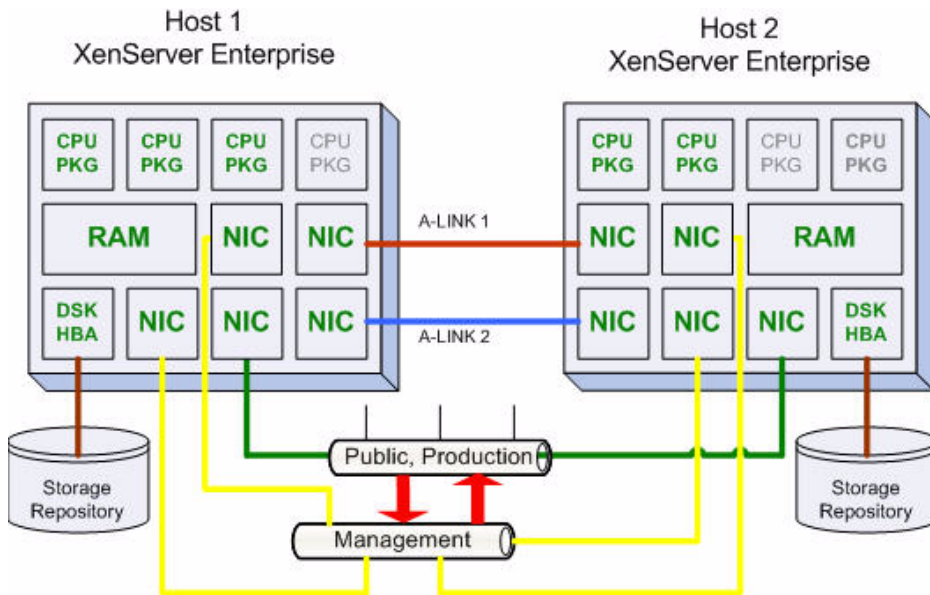 Host 1
XenServer Enterprise
Host 2
XenServer Enterprise
CPU
PKG
CPU
PKG
CPU
PKG
CPU
PKG
RAM
NIC
NIC
DSK
HBA
NIC
NIC
NIC
A-LINK 1
A-LINK 2
CPU
PKG
CPU
PKG
CPU
PKG
CPU
PKG
NIC
NIC
RAM
NIC
NIC
NIC
DSK
HBA
Storage
Repository
Public, Production
Management
Storage
Repository